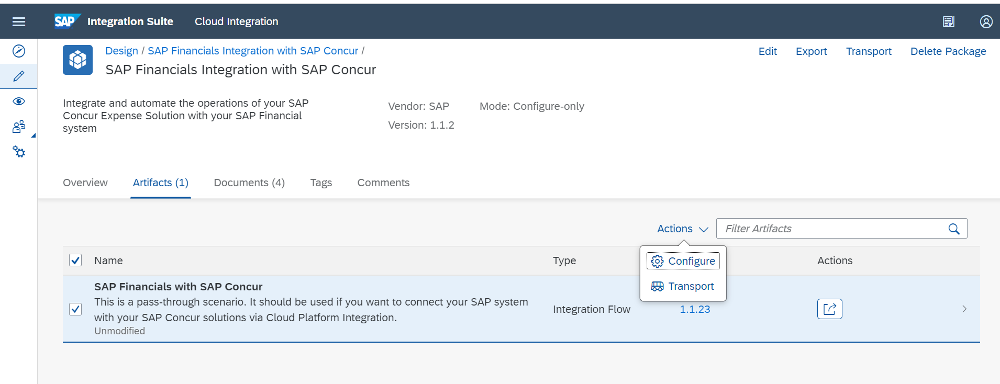 SAP Integration Suite Cloud Integration
Design / SAP Financials Integration with SAP Concur /
Edit Export Transport Delete Package
SAP Financials Integration with SAP Concur
Integrate and automate the operations of your SAP
Concur Expense Solution with your SAP Financial
system
Vendor: SAP Mode: Configure-only
Version: 1.1.2
Overview Artifacts (1) Documents (4) Tags Comments
Actions Filter Artifacts
Configure
Transport
Name Type Actions
SAP Financials with SAP Concur
This is a pass-through scenario. It should be used if you want to connect your SAP system
with your SAP Concur solutions via Cloud Platform Integration.
Unmodified
Integration Flow 1.1.23